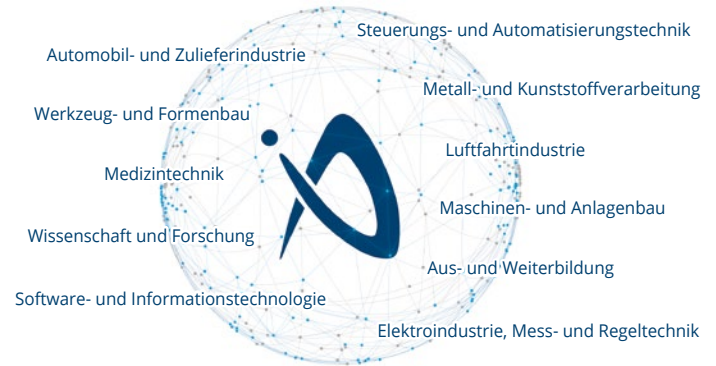 Steuerungs- und Automatisierungstechnik
Automobil- und Zulieferindustrie
Metall- und Kunststoffverarbeitung
Werkzeug- und Formenbau
Luftfahrtindustrie
Medizintechnik
Maschinen- und Anlagenbau
Wissenschaft und Forschung
Aus- und Weiterbildung
Software- und Informationstechnologie
Elektroindustrie, Mess- und Regeltechnik